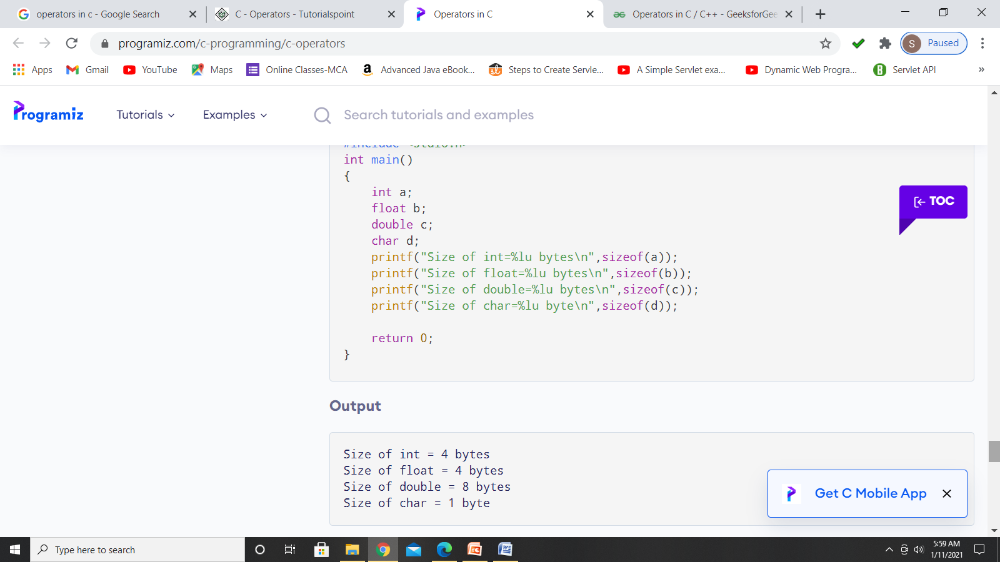 operators in c - Google Search
C - Operators - Tutorialspoint
Operators in C
Operators in C / C++ - GeeksforGee
programiz.com/c-programming/c-operators
S Paused
Apps
Gmail
YouTube
Maps
Online Classes-MCA
Advanced Java eBook...
Steps to Create Servle...
A Simple Servlet exa...
Dynamic Web Progra...
Servlet API
»
Programiz
Tutorials
Examples
Search tutorials and examples
#include <stdio.h>
int main()
{
int a;
float b;
double c;
char d;
printf("Size of int=%lu bytes\n",sizeof(a));
printf("Size of float=%lu bytes\n",sizeof(b));
printf("Size of double=%lu bytes\n",sizeof(c));
printf("Size of char=%lu byte\n",sizeof(d));
return 0;
}
TOC
Output
Size of int = 4 bytes
Size of float = 4 bytes
Size of double = 8 bytes
Size of char = 1 byte
Get C Mobile App
Type here to search
5:59 AM
1/11/2021